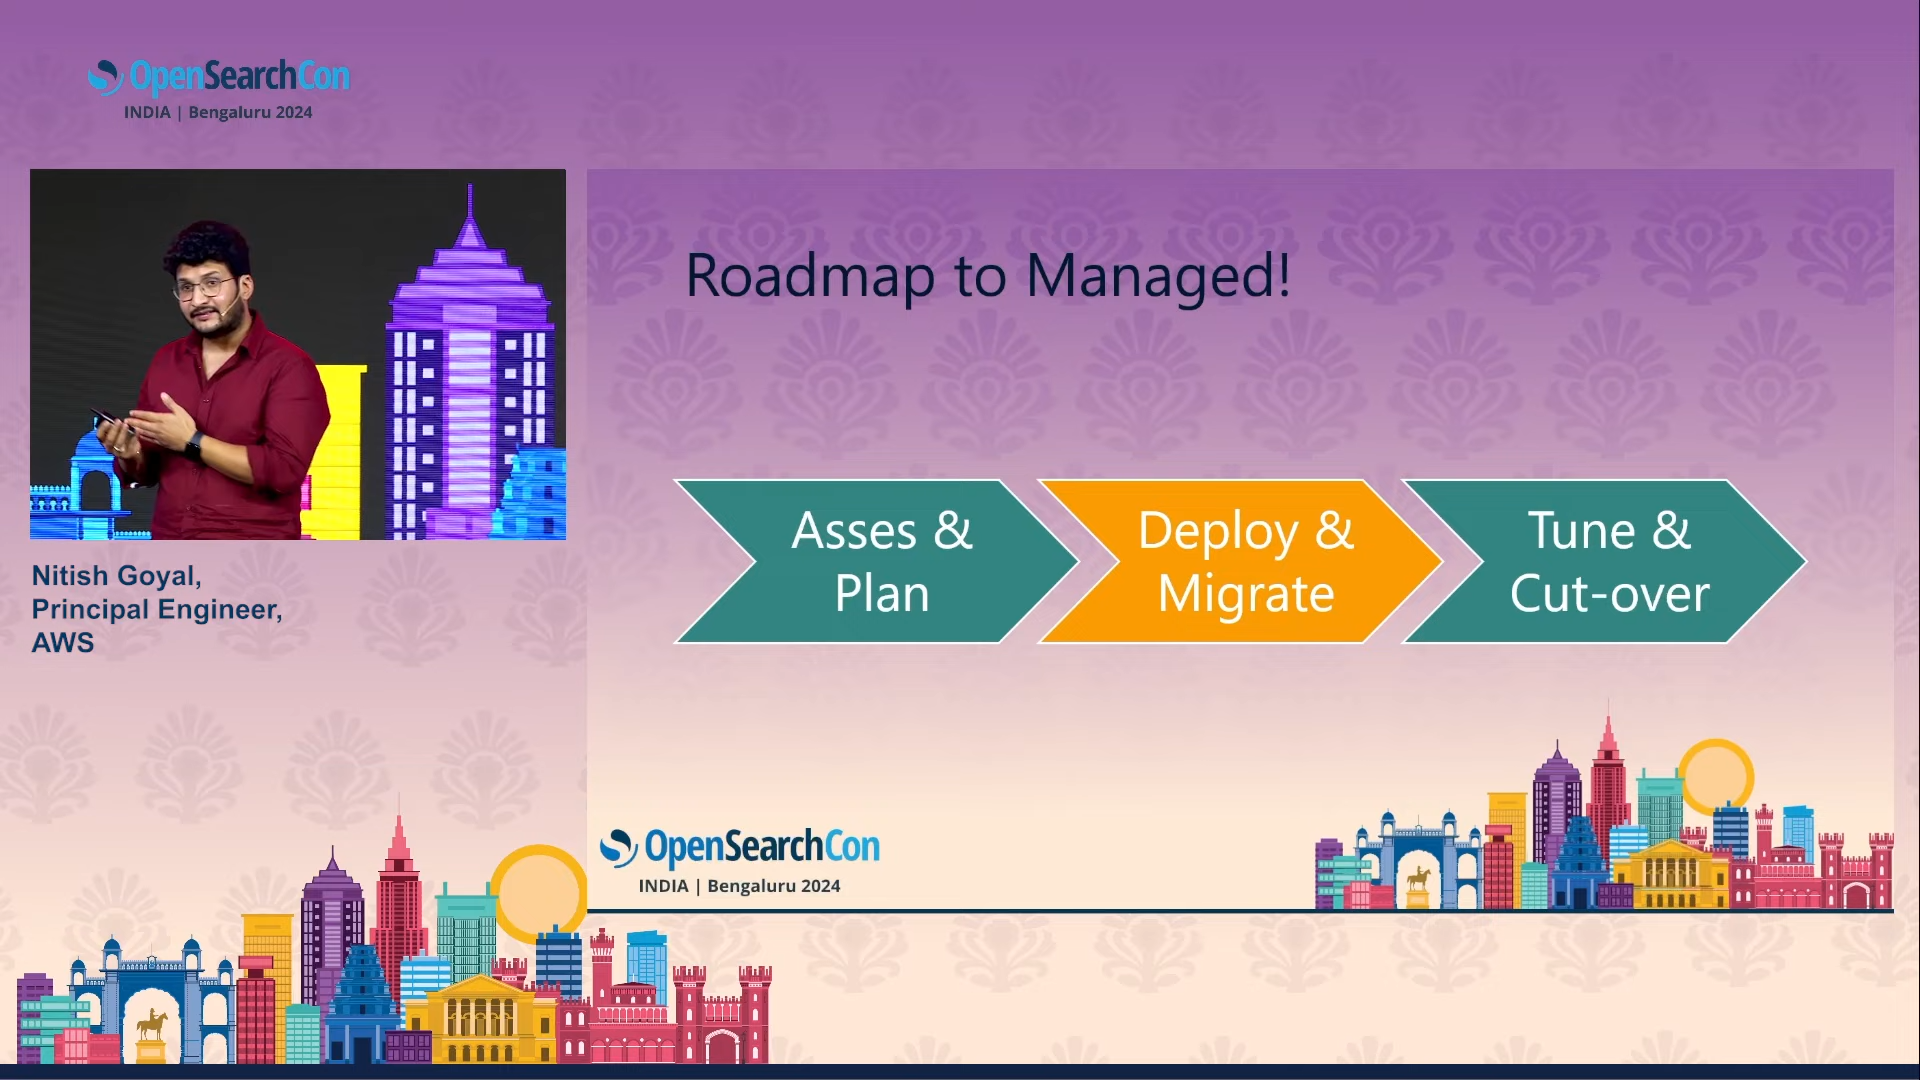 OpenSearchCon
INDIA | Bengaluru 2024
Nitish Goyal,
Principal Engineer,
AWS
Roadmap to Managed!
Asses &
Plan
Deploy &
Migrate
Tune &
Cut-over
OpenSearchCon
INDIA | Bengaluru 2024